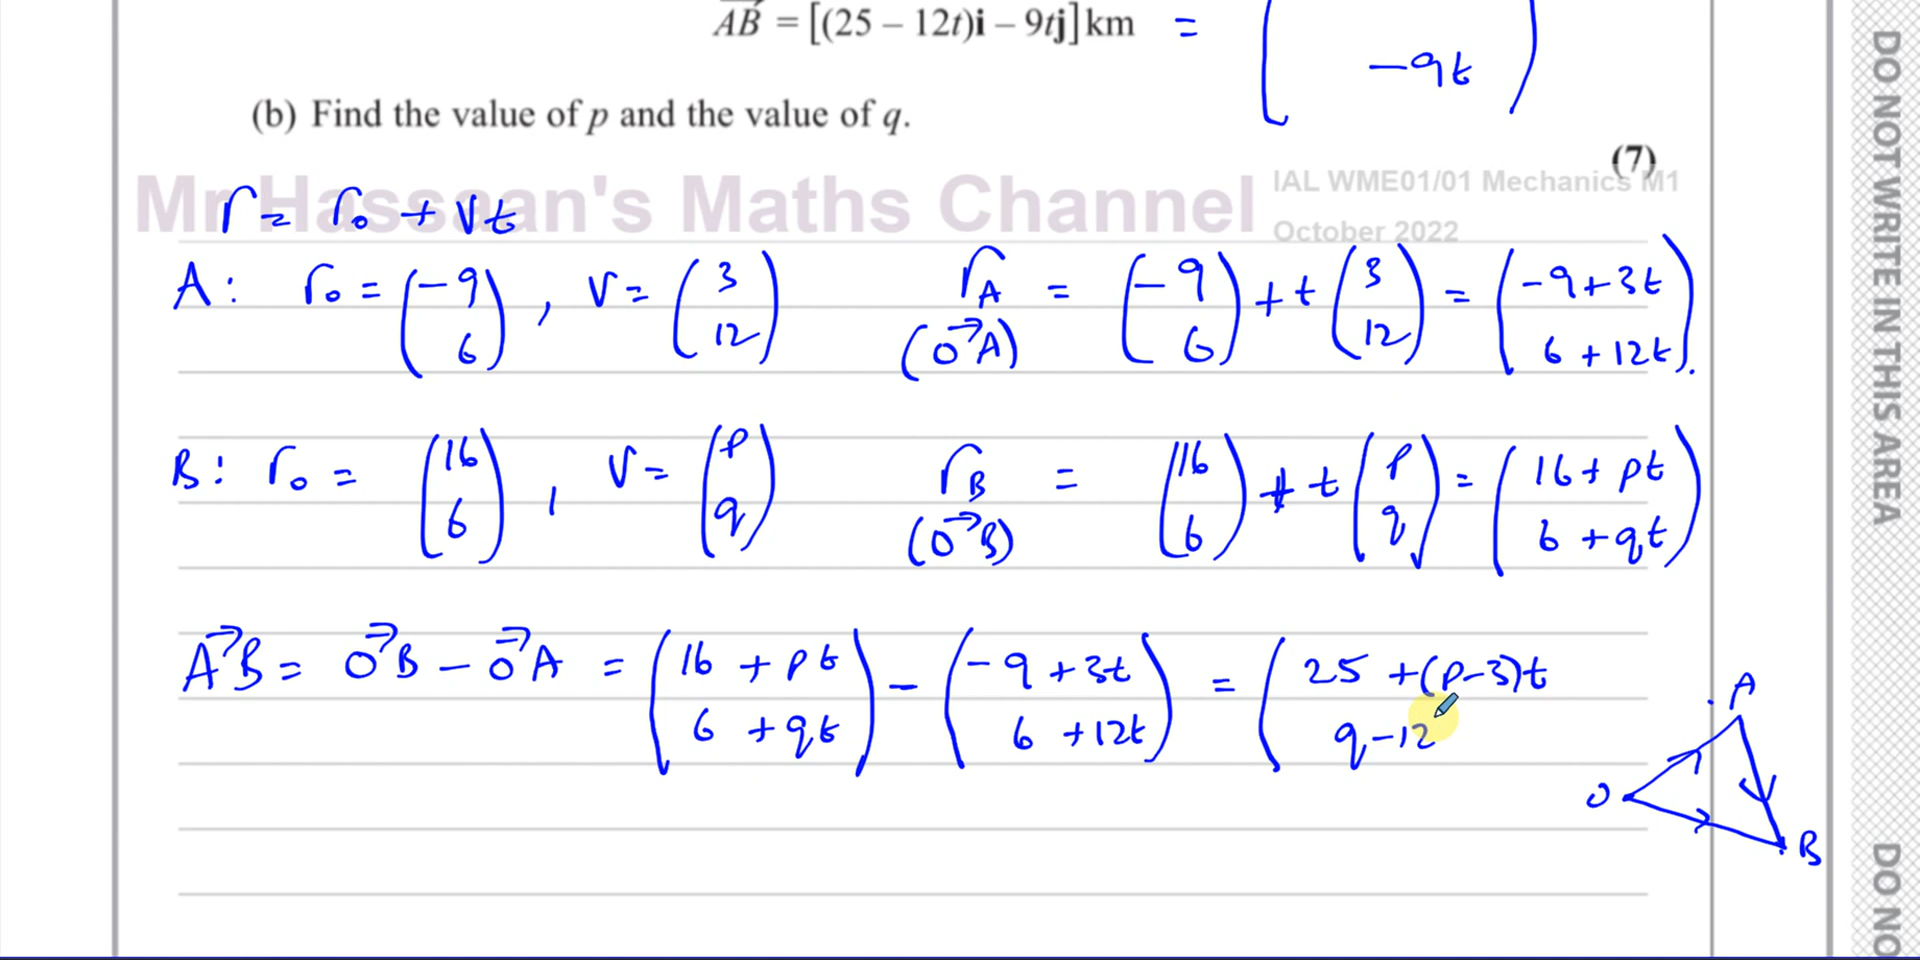 AB = [(25 – 12t)i – 9tj] km = ( –9t )
(b) Find the value of p and the value of q.
(7)
Mr Hassaan's Maths Channel
IAL WME01/01 Mechanics M1
October 2022
r = r₀ + vt
A: r₀ = (–9 6), v = (3 12) r_A (OA) = (–9 6) + t (3 12) = (–9+3t 6+12t).
B: r₀ = (16 6), v = (p q) r_B (OB) = (16 6) + t (p q) = (16+pt 6+qt)
AB = OB – OA = (16+pt 6+qt) – (–9+3t 6+12t) = (25+(p–3)t q–12
A
O
B
DO NOT WRITE IN THIS AREA
DO NO